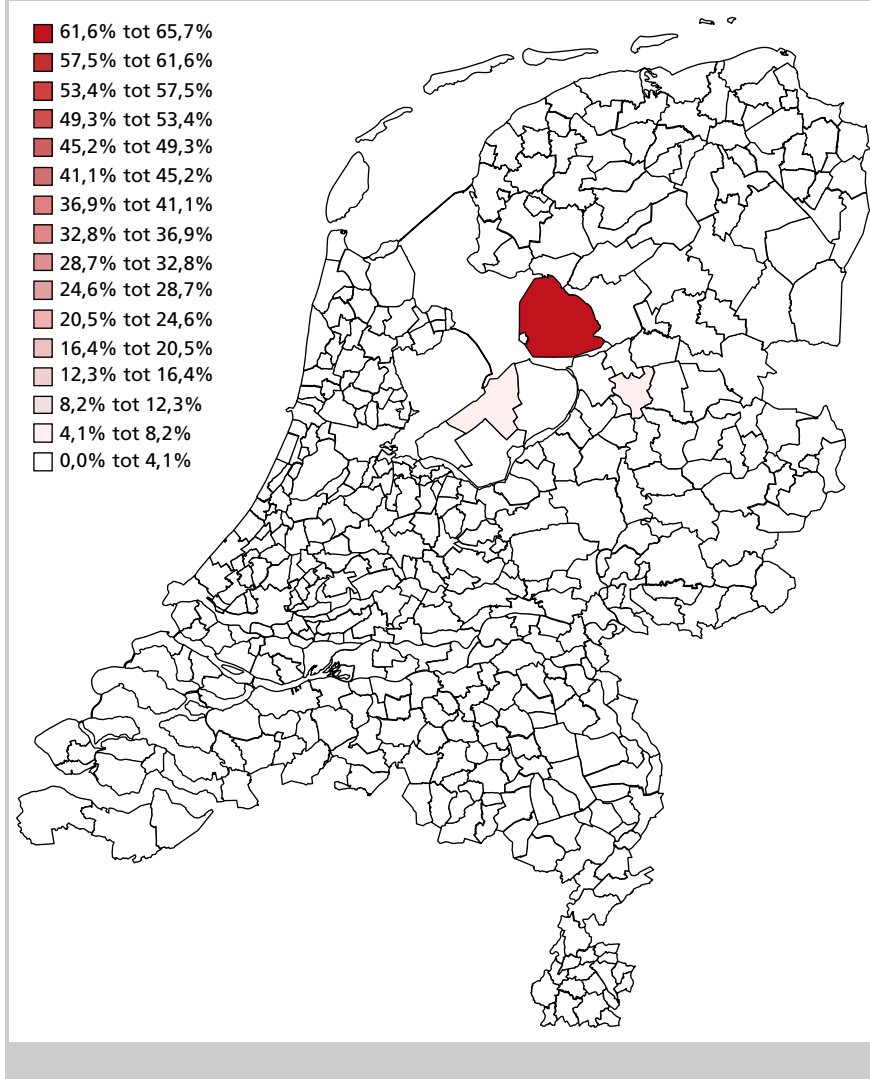 61,6% tot 65,7%
57,5% tot 61,6%
53,4% tot 57,5%
49,3% tot 53,4%
45,2% tot 49,3%
41,1% tot 45,2%
36,9% tot 41,1%
32,8% tot 36,9%
28,7% tot 32,8%
24,6% tot 28,7%
20,5% tot 24,6%
16,4% tot 20,5%
12,3% tot 16,4%
8,2% tot 12,3%
4,1% tot 8,2%
0,0% tot 4,1%